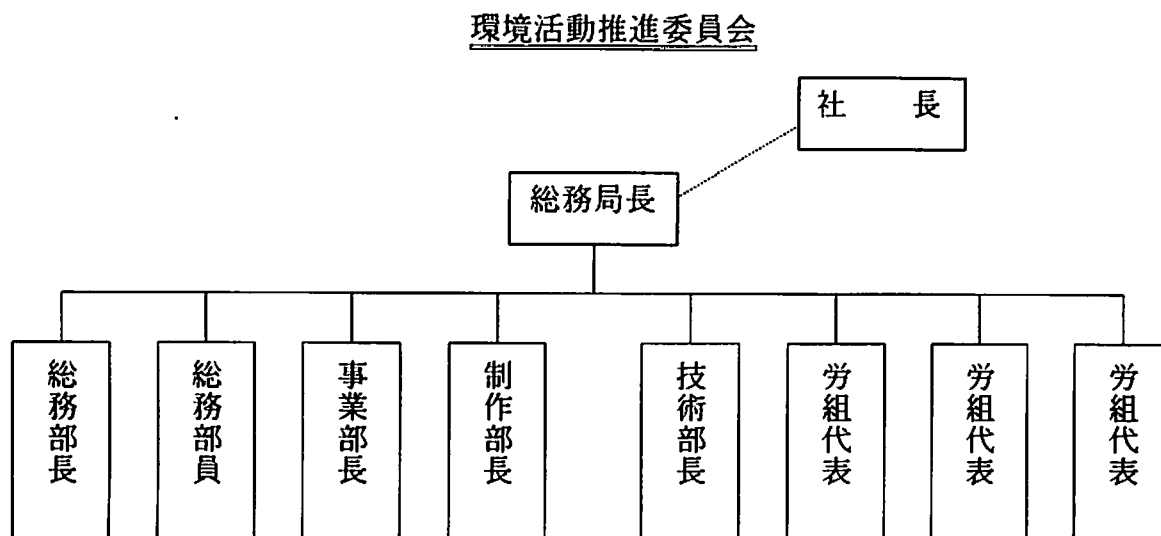 環境活動推進委員会
社　　長
総務局長
総務部長
総務部員
事業部長
制作部長
技術部長
労組代表
労組代表
労組代表